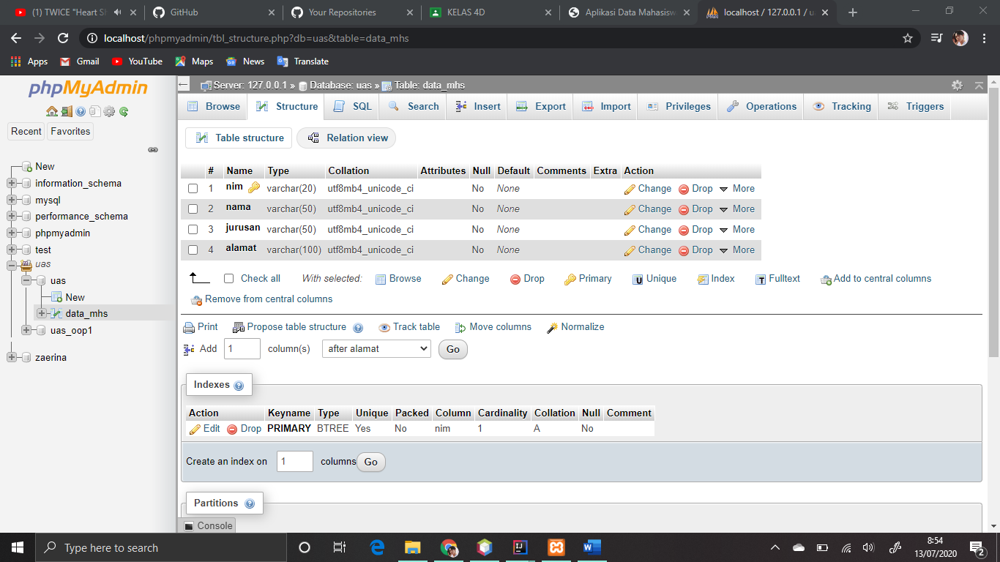 (1) TWICE "Heart Sh
GitHub
Your Repositories
KELAS 4D
Aplikasi Data Mahasisw
localhost / 127.0.0.1 / u
localhost/phpmyadmin/tbl_structure.php?db=uas&table=data_mhs
Apps Gmail YouTube Maps News Translate
phpMyAdmin
Recent Favorites
New
information_schema
mysql
performance_schema
phpmyadmin
test
uas
uas
New
data_mhs
uas_oop1
zaerina
Server: 127.0.0.1 » Database: uas » Table: data_mhs
Browse Structure SQL Search Insert Export Import Privileges Operations Tracking Triggers
Table structure Relation view
# Name Type Collation Attributes Null Default Comments Extra Action
1 nim varchar(20) utf8mb4_unicode_ci No None Change Drop More
2 nama varchar(50) utf8mb4_unicode_ci No None Change Drop More
3 jurusan varchar(50) utf8mb4_unicode_ci No None Change Drop More
4 alamat varchar(100) utf8mb4_unicode_ci No None Change Drop More
Check all With selected: Browse Change Drop Primary Unique Index Fulltext Add to central columns
Remove from central columns
Print Propose table structure Track table Move columns Normalize
Add 1 column(s) after alamat Go
Indexes
Action Keyname Type Unique Packed Column Cardinality Collation Null Comment
Edit Drop PRIMARY BTREE Yes No nim 1 A No
Create an index on 1 columns Go
Partitions
Console
Type here to search
8:54
13/07/2020
2